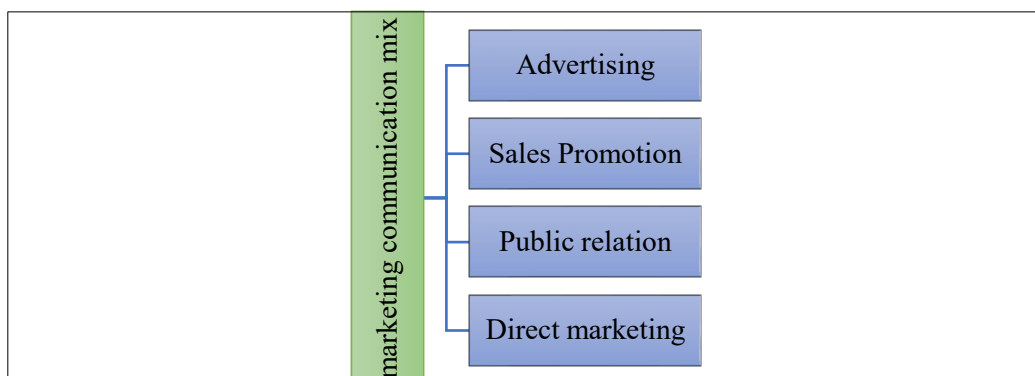 marketing communication mix
Advertising
Sales Promotion
Public relation
Direct marketing